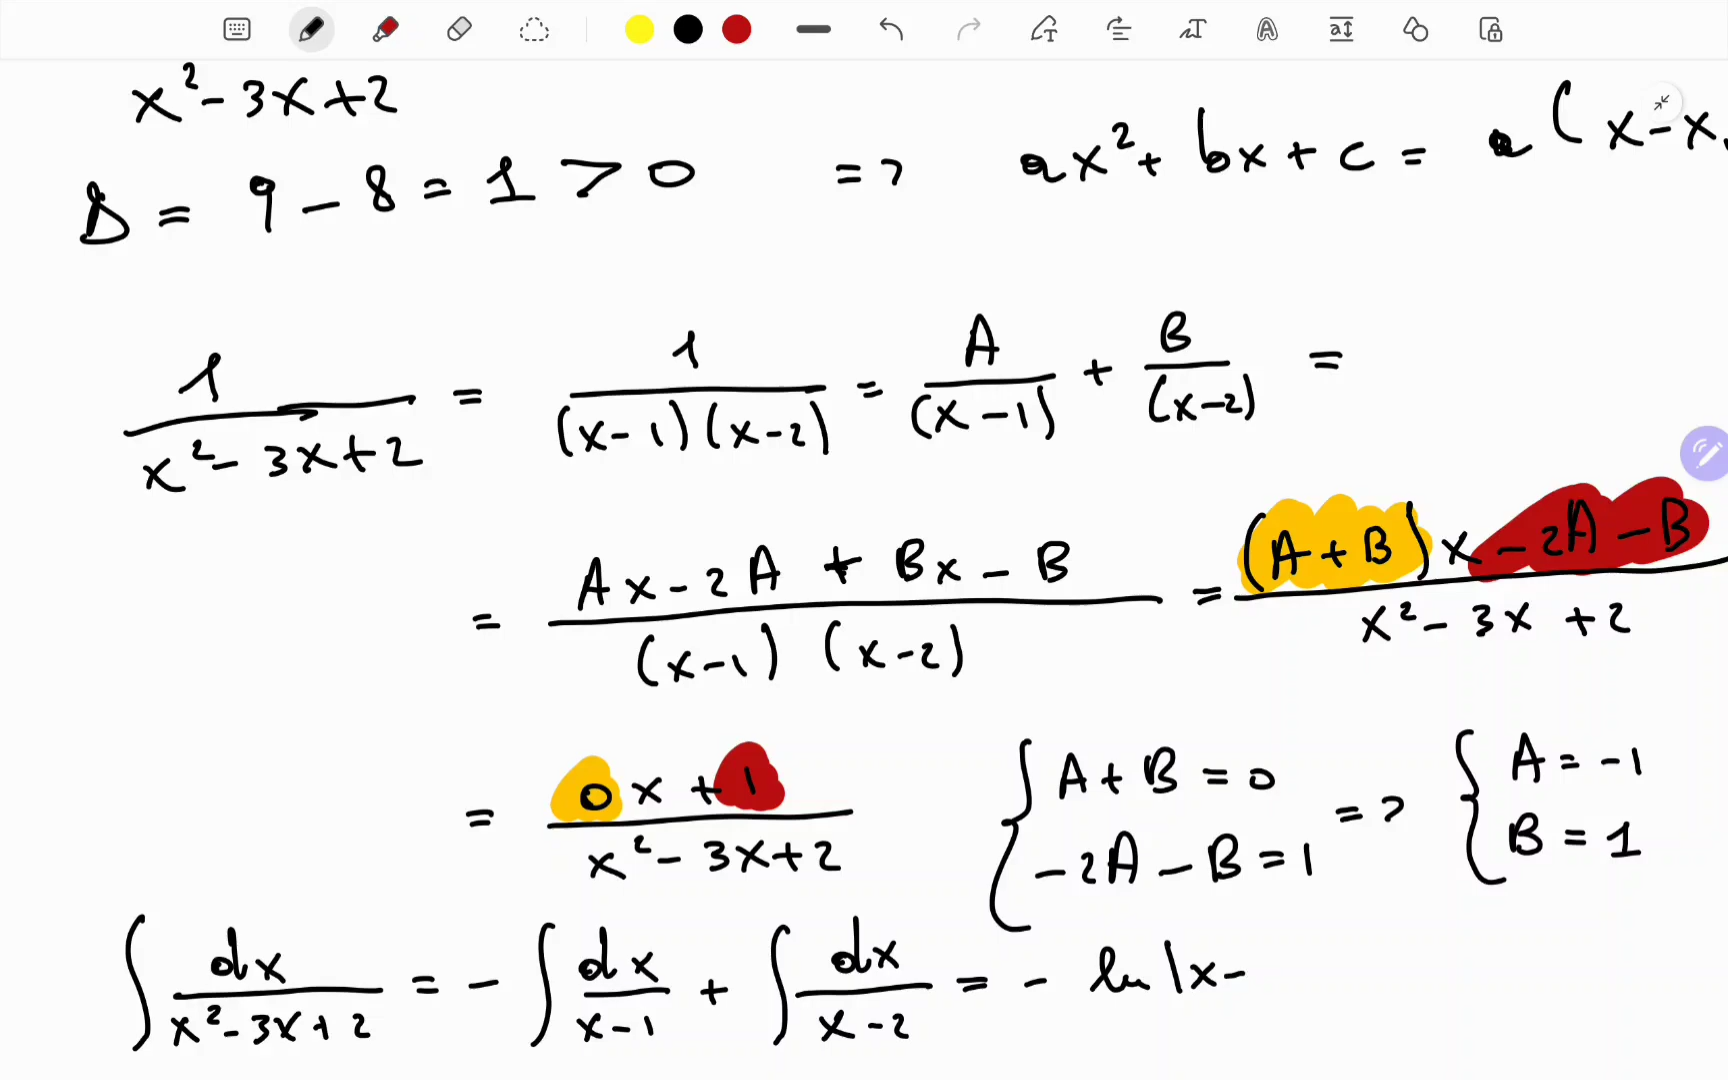 x² - 3x + 2
Δ = 9 - 8 = 1 > 0 => ax² + bx + c = a(x - x
1/(x² - 3x + 2) = 1/((x - 1)(x - 2)) = A/(x - 1) + B/(x - 2) =
= (Ax - 2A + Bx - B)/((x - 1)(x - 2)) = ((A + B)x - 2A - B)/(x² - 3x + 2)
= (0x + 1)/(x² - 3x + 2) { A + B = 0 -2A - B = 1 => { A = -1 B = 1
∫ dx/(x² - 3x + 2) = - ∫ dx/(x - 1) + ∫ dx/(x - 2) = - ln |x -